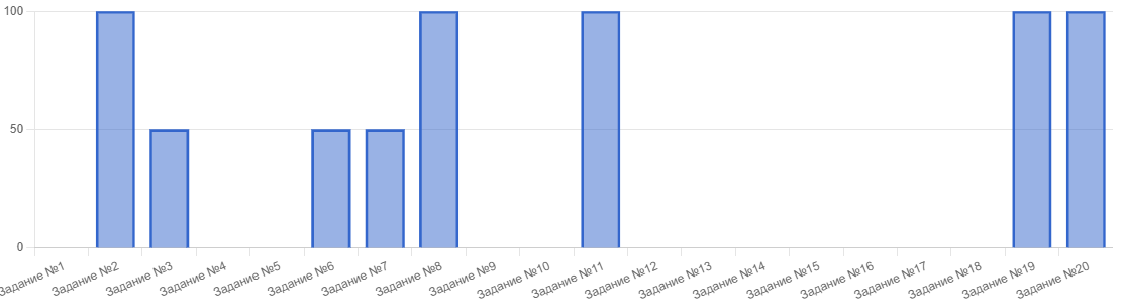 100
50
0
Задание №1
Задание №2
Задание №3
Задание №4
Задание №5
Задание №6
Задание №7
Задание №8
Задание №9
Задание №10
Задание №11
Задание №12
Задание №13
Задание №14
Задание №15
Задание №16
Задание №17
Задание №18
Задание №19
Задание №20